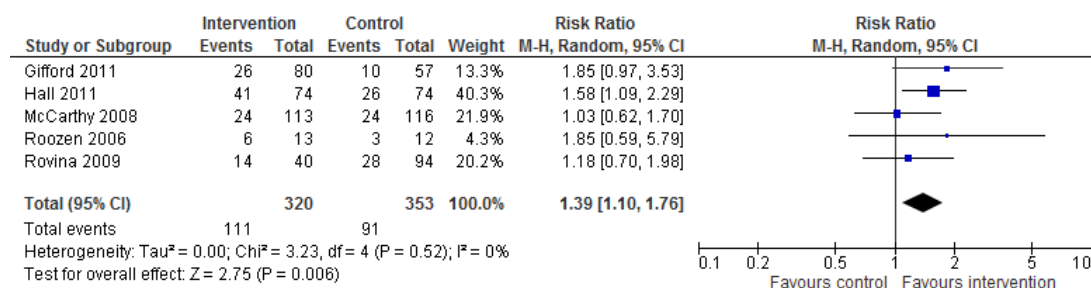 Intervention Control Risk Ratio Risk Ratio
Study or Subgroup Events Total Events Total Weight M-H, Random, 95% CI M-H, Random, 95% CI
Gifford 2011 26 80 10 57 13.3% 1.85 [0.97, 3.53]
Hall 2011 41 74 26 74 40.3% 1.58 [1.09, 2.29]
McCarthy 2008 24 113 24 116 21.9% 1.03 [0.62, 1.70]
Roozen 2006 6 13 3 12 4.3% 1.85 [0.59, 5.79]
Rovina 2009 14 40 28 94 20.2% 1.18 [0.70, 1.98]
Total (95% CI) 320 353 100.0% 1.39 [1.10, 1.76]
Total events 111 91
Heterogeneity: Tau² = 0.00; Chi² = 3.23, df = 4 (P = 0.52); I² = 0%
Test for overall effect: Z = 2.75 (P = 0.006)
0.1 0.2 0.5 1 2 5 10
Favours control Favours intervention